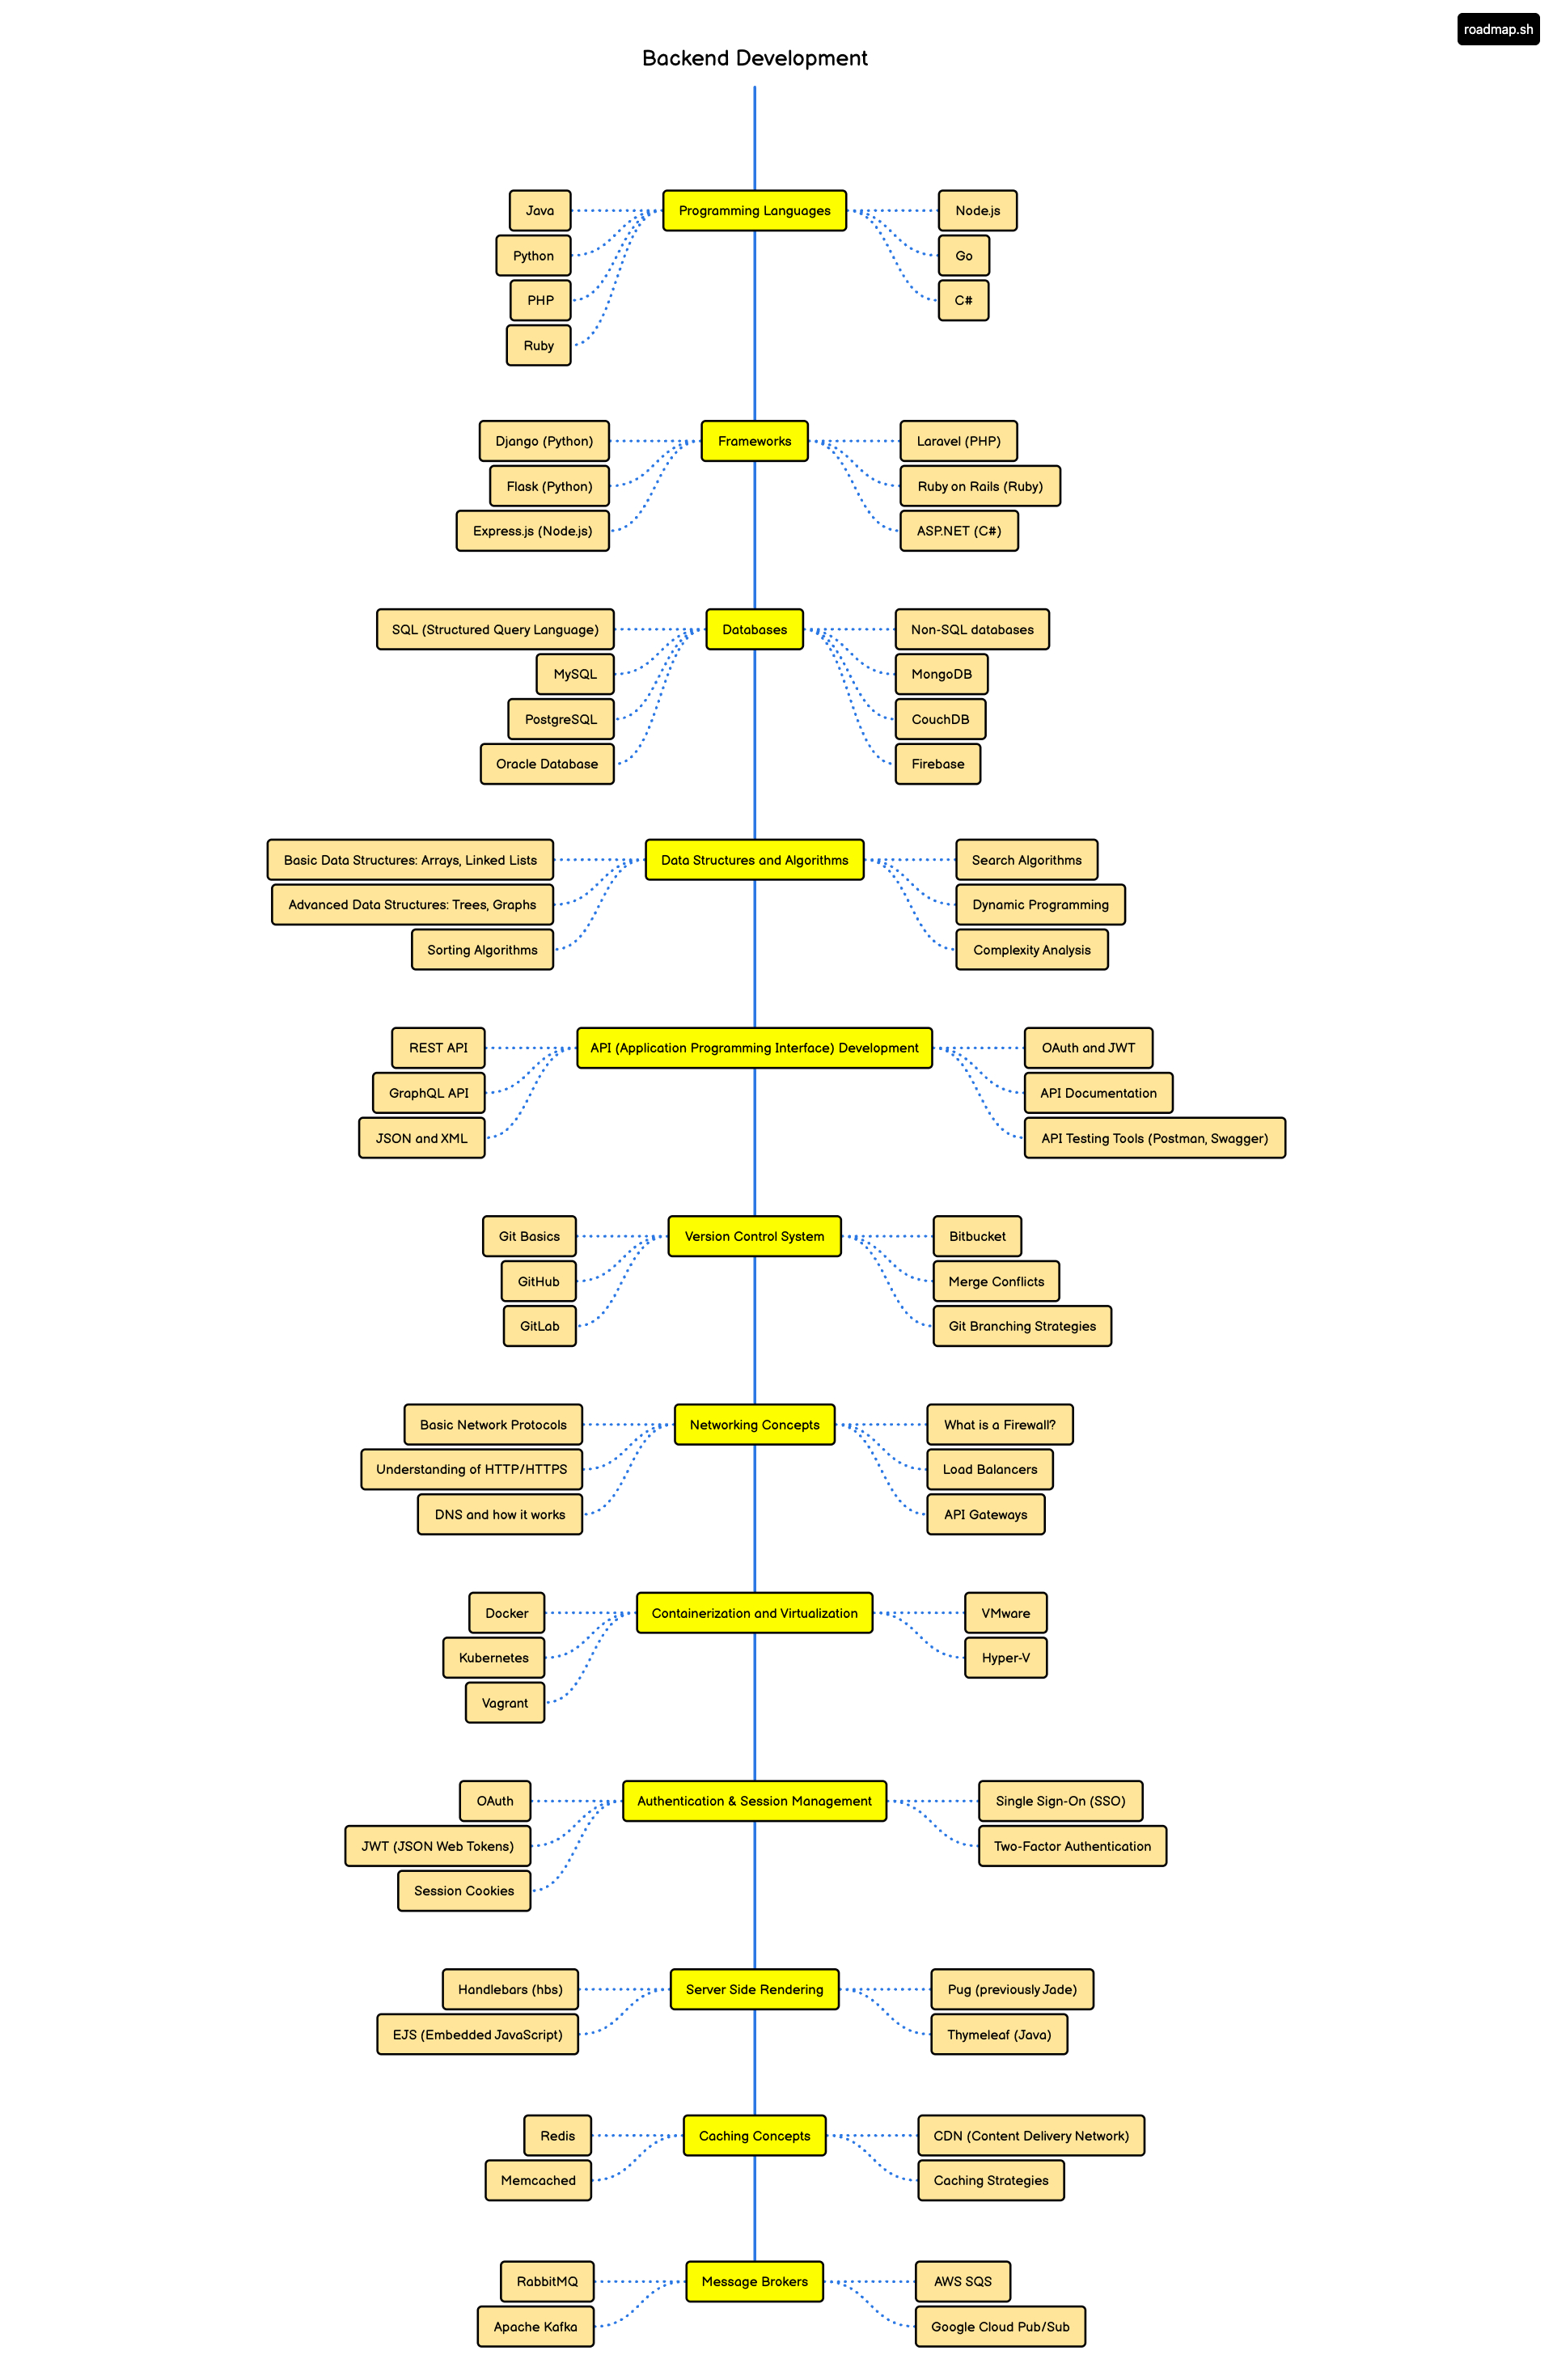 roadmap.sh
Backend Development
Programming Languages
Java
Python
PHP
Ruby
Node.js
Go
C#
Frameworks
Django (Python)
Flask (Python)
Express.js (Node.js)
Laravel (PHP)
Ruby on Rails (Ruby)
ASP.NET (C#)
Databases
SQL (Structured Query Language)
MySQL
PostgreSQL
Oracle Database
Non-SQL databases
MongoDB
CouchDB
Firebase
Data Structures and Algorithms
Basic Data Structures: Arrays, Linked Lists
Advanced Data Structures: Trees, Graphs
Sorting Algorithms
Search Algorithms
Dynamic Programming
Complexity Analysis
API (Application Programming Interface) Development
REST API
GraphQL API
JSON and XML
OAuth and JWT
API Documentation
API Testing Tools (Postman, Swagger)
Version Control System
Git Basics
GitHub
GitLab
Bitbucket
Merge Conflicts
Git Branching Strategies
Networking Concepts
Basic Network Protocols
Understanding of HTTP/HTTPS
DNS and how it works
What is a Firewall?
Load Balancers
API Gateways
Containerization and Virtualization
Docker
Kubernetes
Vagrant
VMware
Hyper-V
Authentication & Session Management
OAuth
JWT (JSON Web Tokens)
Session Cookies
Single Sign-On (SSO)
Two-Factor Authentication
Server Side Rendering
Handlebars (hbs)
EJS (Embedded JavaScript)
Pug (previously Jade)
Thymeleaf (Java)
Caching Concepts
Redis
Memcached
CDN (Content Delivery Network)
Caching Strategies
Message Brokers
RabbitMQ
Apache Kafka
AWS SQS
Google Cloud Pub/Sub